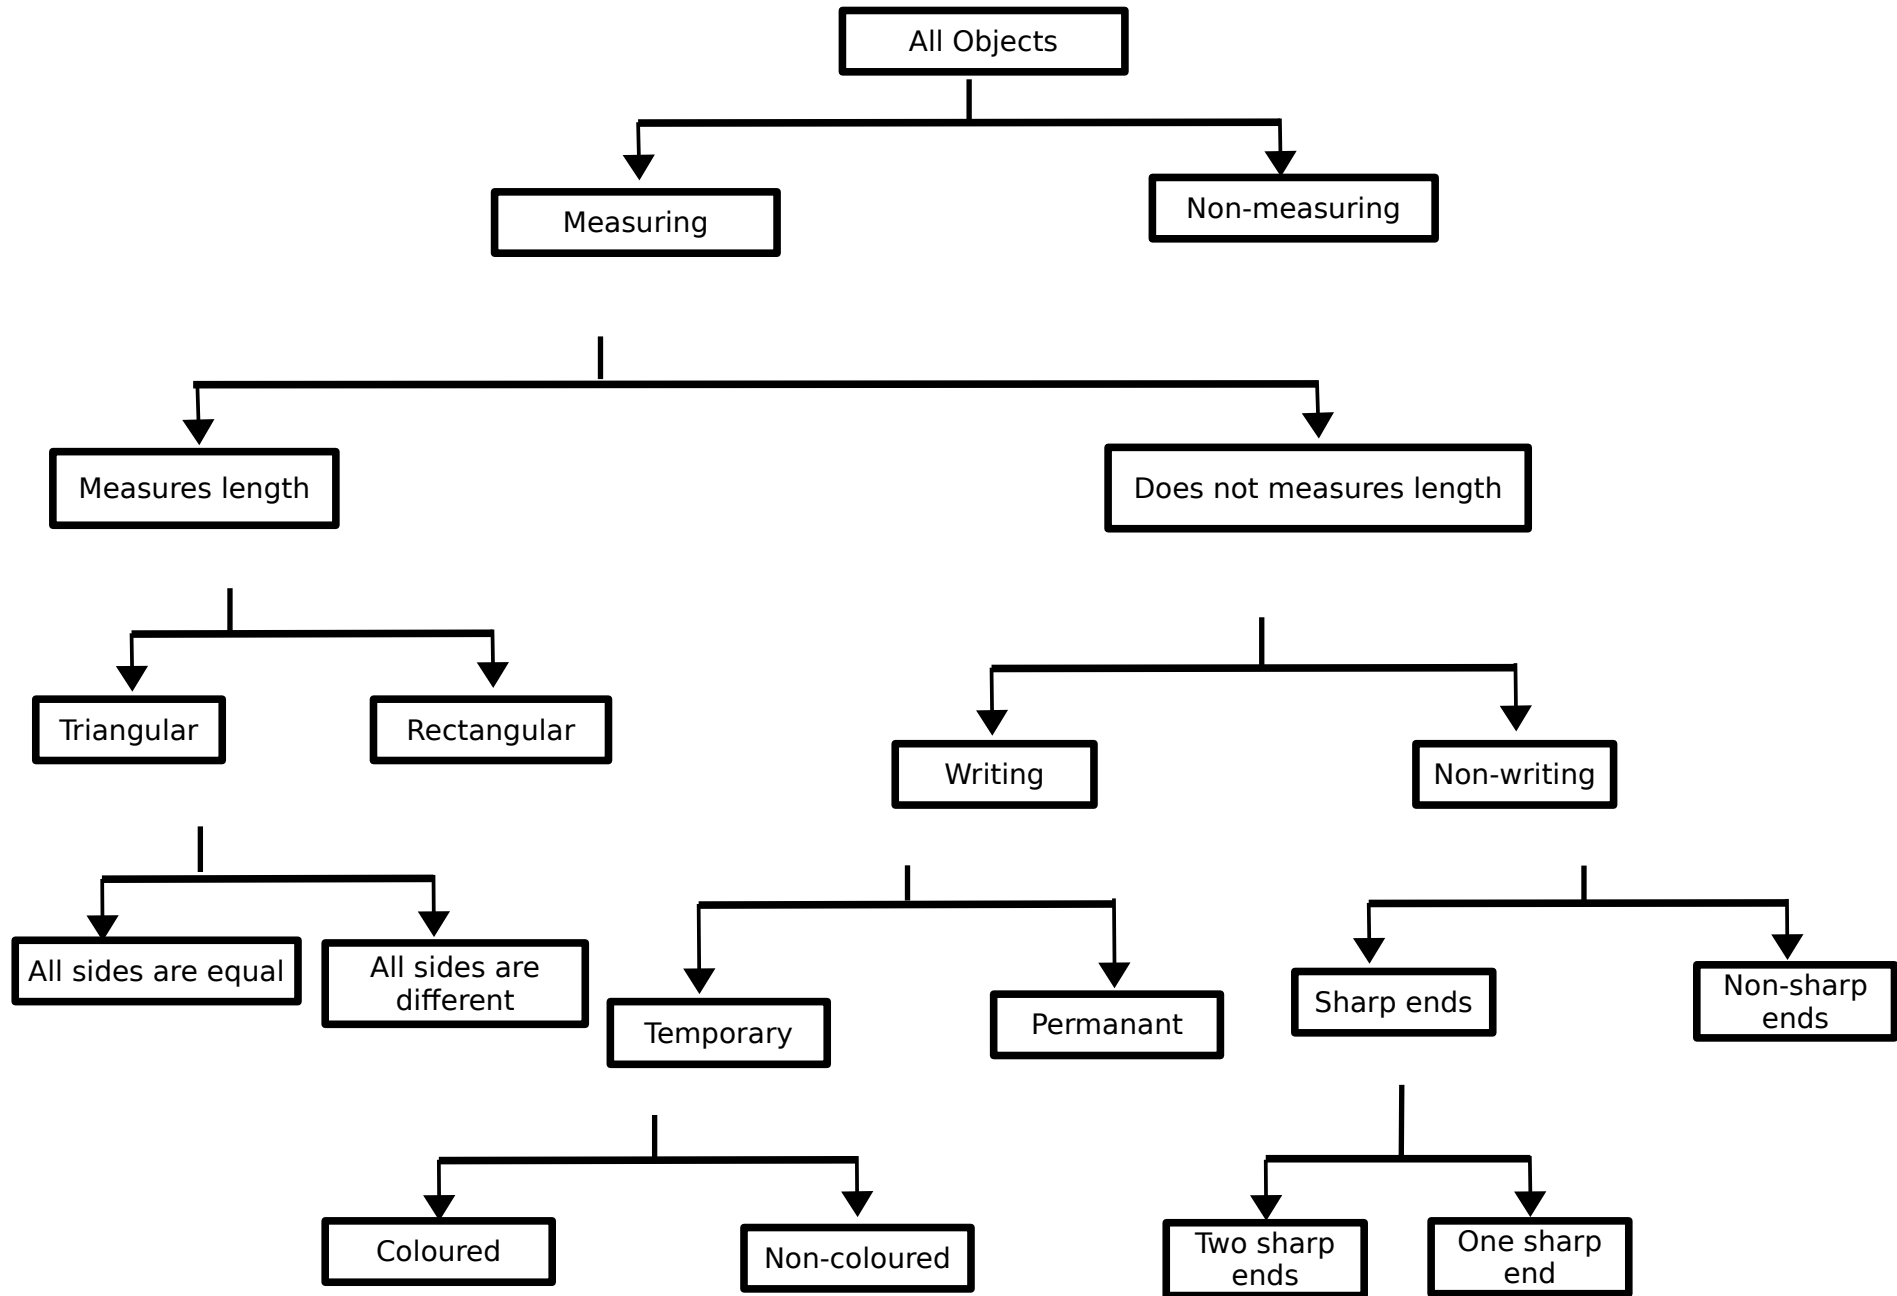 All Objects
Measuring
Non-measuring
Measures length
Does not measures length
Triangular
Rectangular
Writing
Non-writing
All sides are equal
All sides are
different
Temporary
Permanant
Sharp ends
Non-sharp
ends
Coloured
Non-coloured
Two sharp
ends
One sharp
end